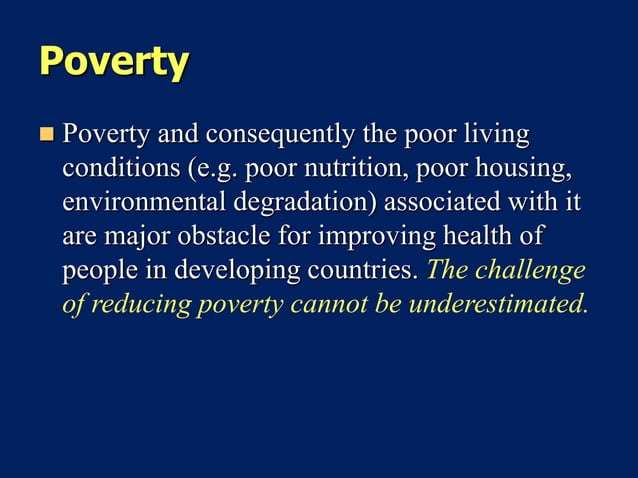 Poverty
Poverty and consequently the poor living
conditions (e.g. poor nutrition, poor housing,
environmental degradation) associated with it
are major obstacle for improving health of
people in developing countries. The challenge
of reducing poverty cannot be underestimated.